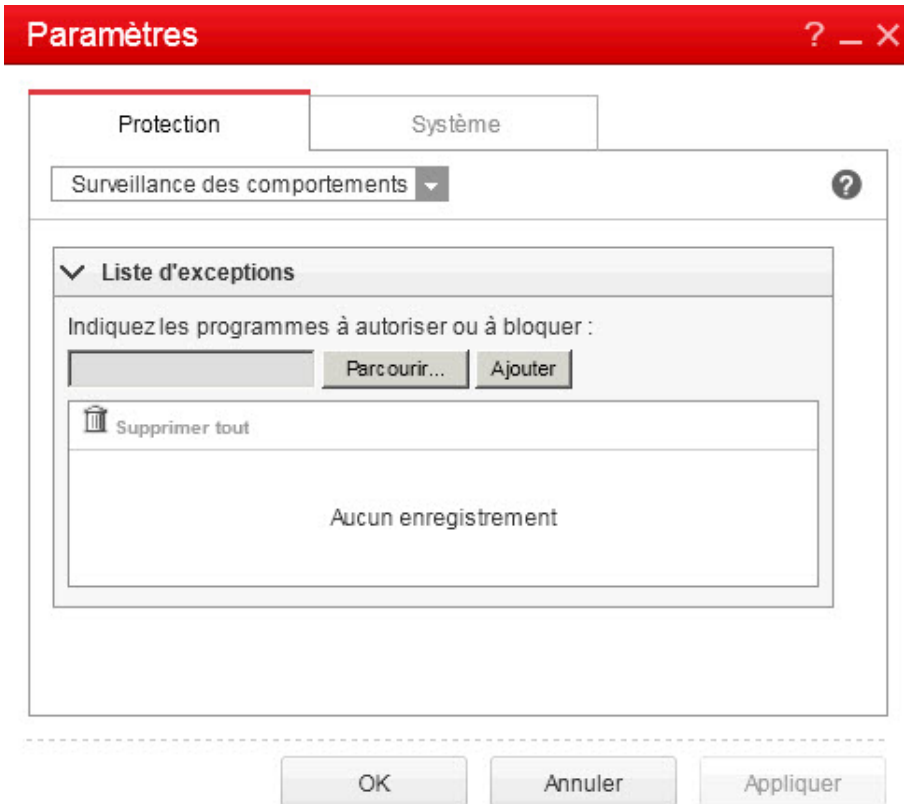 Paramètres
?
Protection
Système
Surveillance des comportements
?
Liste d'exceptions
Indiquez les programmes à autoriser ou à bloquer :
Parcourir... Ajouter
Supprimer tout
Aucun enregistrement
OK Annuler Appliquer